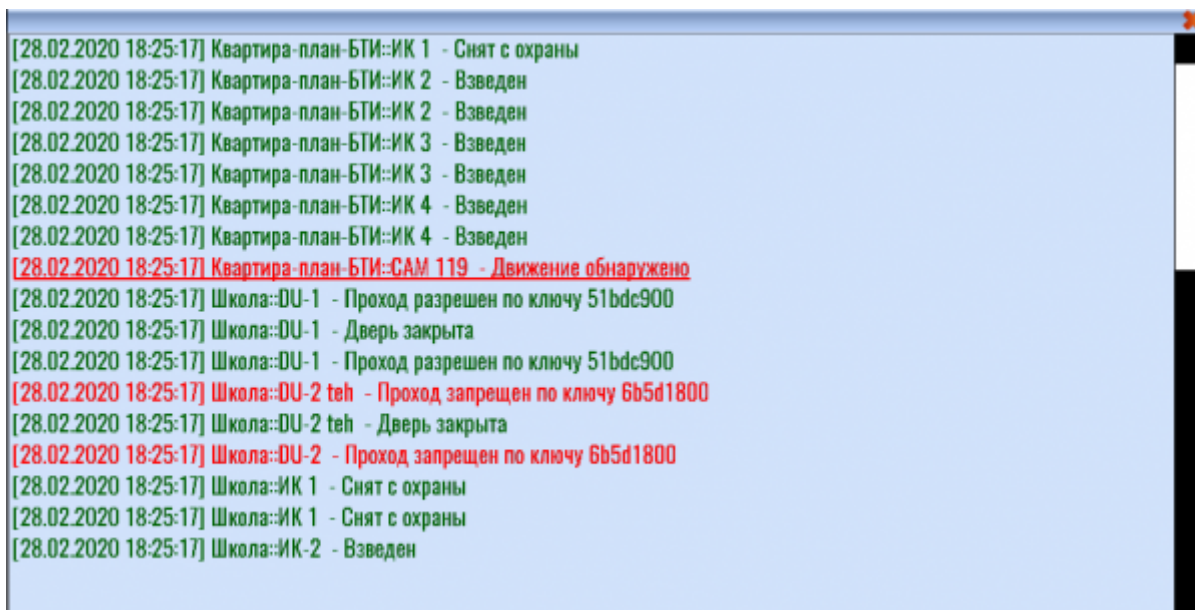 [28.02.2020 18:25:17] Квартира-план-БТИ::ИК 1 - Снят с охраны
[28.02.2020 18:25:17] Квартира-план-БТИ::ИК 2 - Взведен
[28.02.2020 18:25:17] Квартира-план-БТИ::ИК 2 - Взведен
[28.02.2020 18:25:17] Квартира-план-БТИ::ИК 3 - Взведен
[28.02.2020 18:25:17] Квартира-план-БТИ::ИК 3 - Взведен
[28.02.2020 18:25:17] Квартира-план-БТИ::ИК 4 - Взведен
[28.02.2020 18:25:17] Квартира-план-БТИ::ИК 4 - Взведен
[28.02.2020 18:25:17] Квартира-план-БТИ::CAM 119 - Движение обнаружено
[28.02.2020 18:25:17] Школа::DU-1 - Проход разрешен по ключу 51bdc900
[28.02.2020 18:25:17] Школа::DU-1 - Дверь закрыта
[28.02.2020 18:25:17] Школа::DU-1 - Проход разрешен по ключу 51bdc900
[28.02.2020 18:25:17] Школа::DU-2 teh - Проход запрещен по ключу 6b5d1800
[28.02.2020 18:25:17] Школа::DU-2 teh - Дверь закрыта
[28.02.2020 18:25:17] Школа::DU-2 - Проход запрещен по ключу 6b5d1800
[28.02.2020 18:25:17] Школа::ИК 1 - Снят с охраны
[28.02.2020 18:25:17] Школа::ИК 1 - Снят с охраны
[28.02.2020 18:25:17] Школа::ИК-2 - Взведен